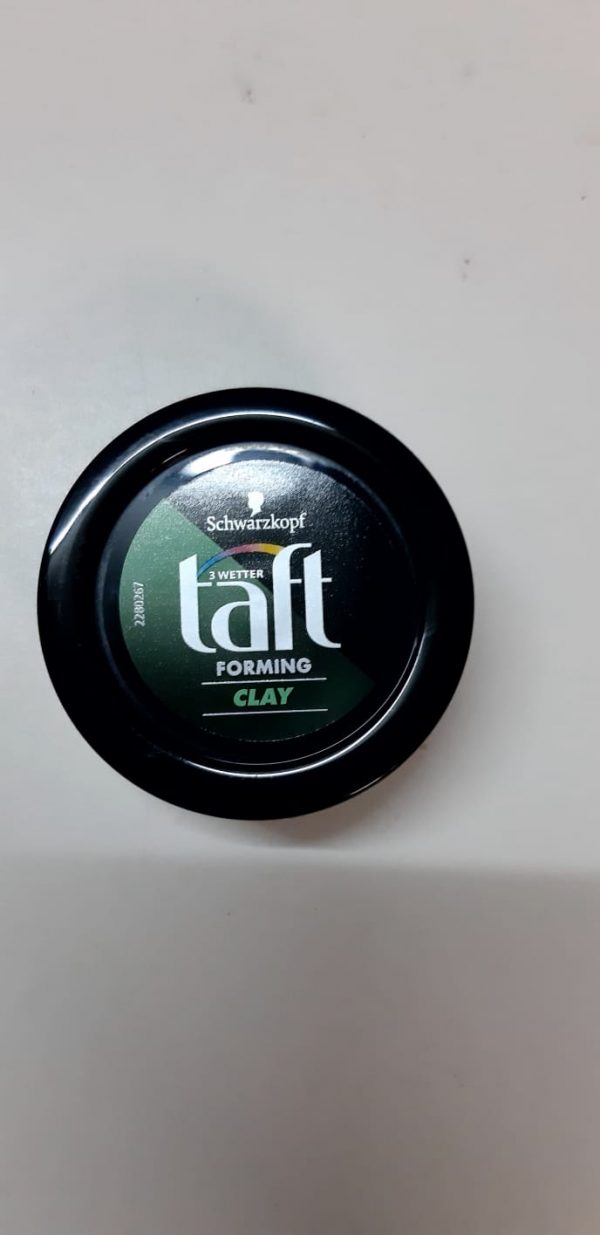 Schwarzkopf
3 WETTER
taft
FORMING
CLAY
2280267